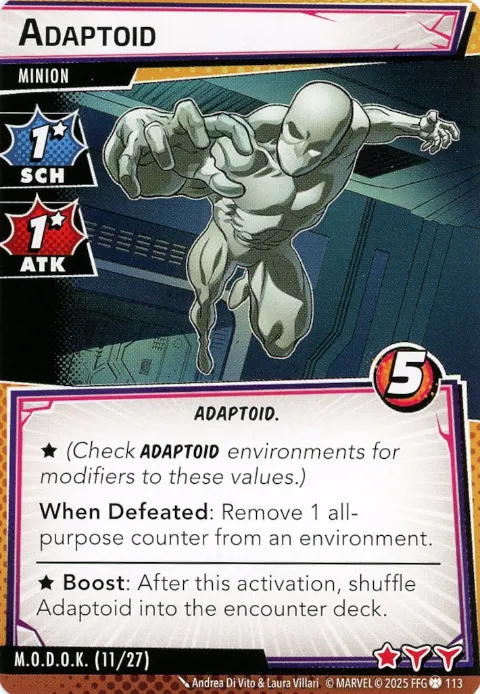 ADAPTOID
MINION
1★
SCH
1★
ATK
5
ADAPTOID.
★ (Check ADAPTOID environments for
modifiers to these values.)
When Defeated: Remove 1 all-
purpose counter from an environment.
★ Boost: After this activation, shuffle
Adaptoid into the encounter deck.
M.O.D.O.K. (11/27)
Andrea Di Vito & Laura Villari © MARVEL © 2025 FFG 113